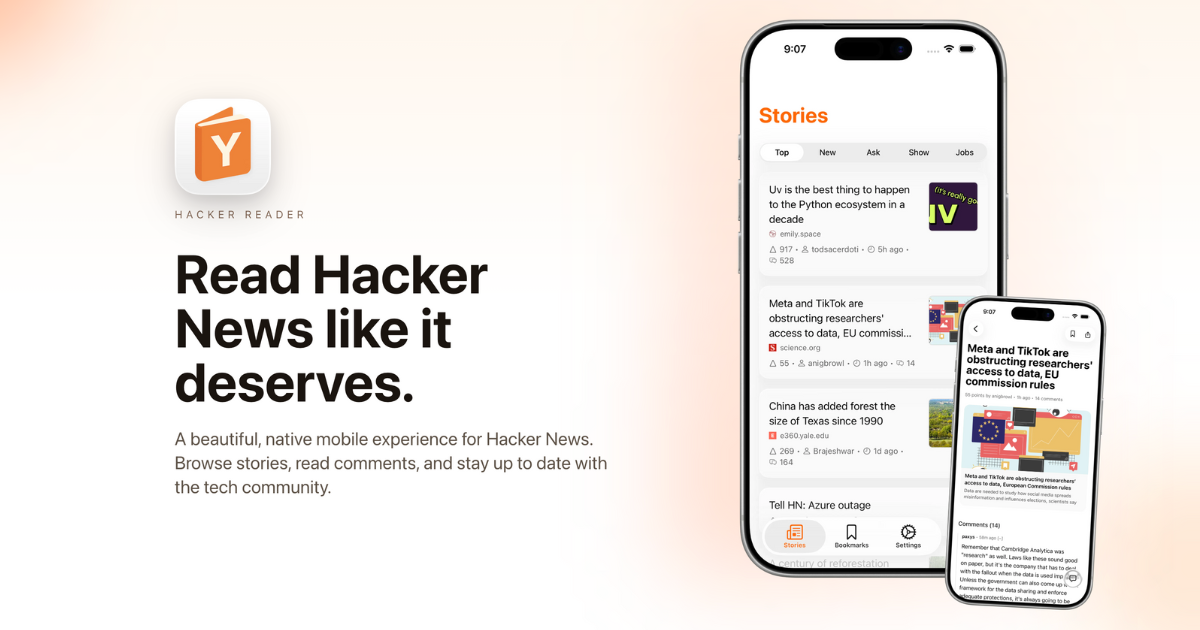 Y
HACKER READER
Read Hacker
News like it
deserves.
A beautiful, native mobile experience for Hacker News.
Browse stories, read comments, and stay up to date with
the tech community.
9:07
Stories
Top New Ask Show Jobs
Uv is the best thing to happen
to the Python ecosystem in a
decade
emily.space
917 • todsacerdoti • 5h ago •
528
(it's really go
UV
Meta and TikTok are
obstructing researchers'
access to data, EU commissi...
S science.org
55 • anigbrowl • 1h ago • 14
China has added forest the
size of Texas since 1990
e360.yale.edu
269 • Brajeshwar • 1d ago •
164
Tell HN: Azure outage
Stories Bookmarks Settings
A century of reforestation
9:07
Meta and TikTok are
obstructing researchers'
access to data, EU
commission rules
55 points by anigbrowl • 1h ago • 14 comments
Meta and TikTok are obstructing researchers'
access to data, European Commission rules
Data are needed to study how social media spreads
misinformation and influences elections, scientists say
Comments (14)
[–]
Remember that Cambridge Analytica was
"research" as well. Laws like these sound good
on paper, but it's the company that has to deal
with the fallout when the data is used
Unless the government can also come up
framework for the data sharing and enforce
adequate protections, it's always going to be